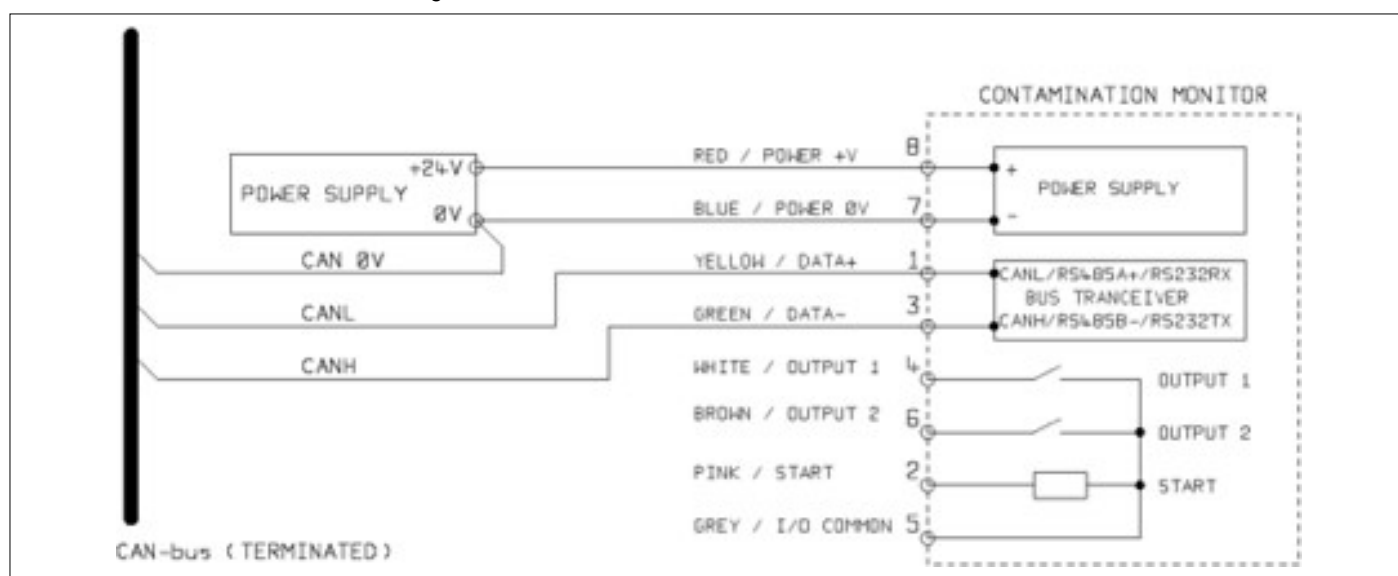 CONTAMINATION MONITOR
+24V
POWER SUPPLY
0V
RED / POWER +V 8
+
POWER SUPPLY
BLUE / POWER 0V 7
-
CAN 0V
YELLOW / DATA+ 1
CANL/RS485A+/RS232RX
BUS TRANCEIVER
CANL
GREEN / DATA- 3
CANH/RS485B-/RS232TX
CANH
WHITE / OUTPUT 1 4
OUTPUT 1
BROWN / OUTPUT 2 6
OUTPUT 2
PINK / START 2
START
GREY / I/O COMMON 5
CAN-bus (TERMINATED)